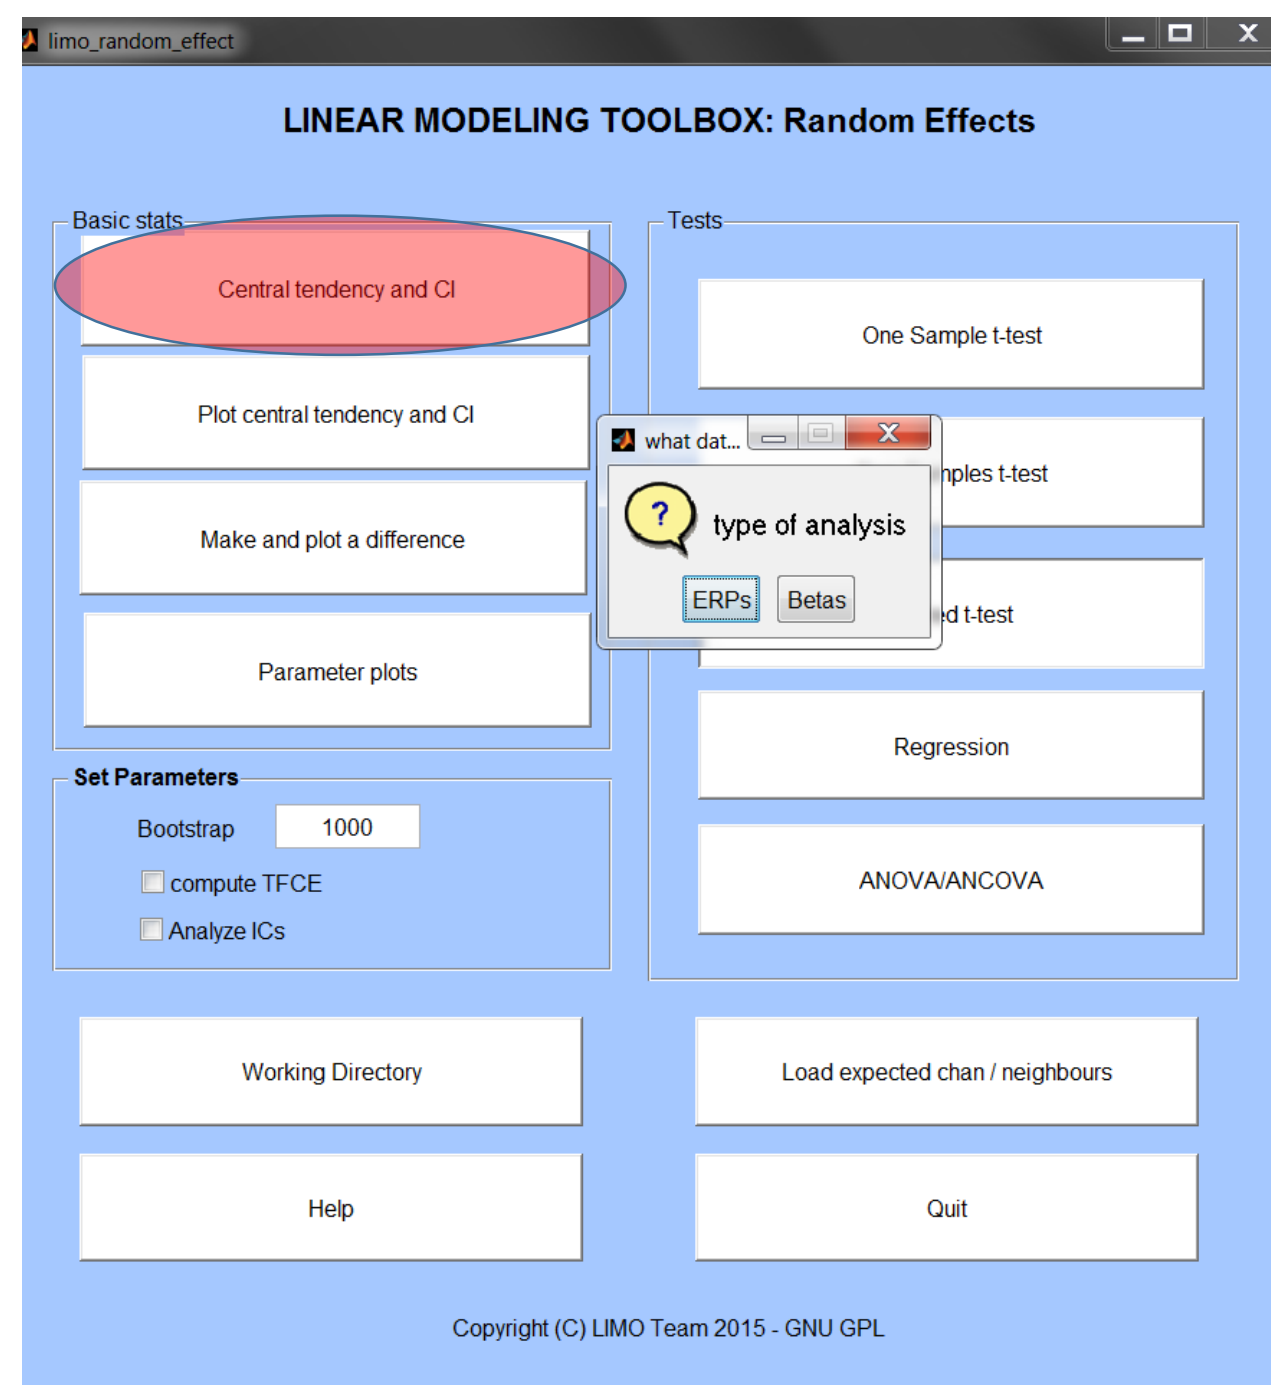 limo_random_effect
LINEAR MODELING TOOLBOX: Random Effects
Basic stats
Central tendency and CI
Plot central tendency and CI
Make and plot a difference
Parameter plots
Set Parameters
Bootstrap 1000
compute TFCE
Analyze ICs
Tests
One Sample t-test
mples t-test
ed t-test
Regression
ANOVA/ANCOVA
what dat...
?
type of analysis
ERPs Betas
Working Directory
Load expected chan / neighbours
Help
Quit
Copyright (C) LIMO Team 2015 - GNU GPL